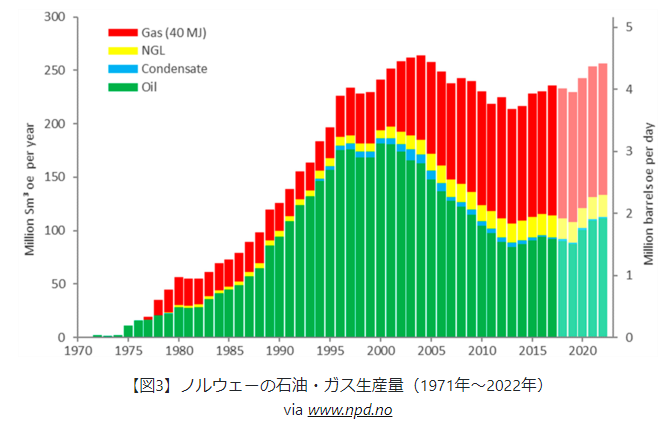 300
250
200
150
100
50
0
Million Sm³ oe per year
Gas (40 MJ)
NGL
Condensate
Oil
5
4
3
2
1
0
Million barrels oe per day
1970 1975 1980 1985 1990 1995 2000 2005 2010 2015 2020
【図3】ノルウェーの石油・ガス生産量（1971年～2022年）
via www.npd.no